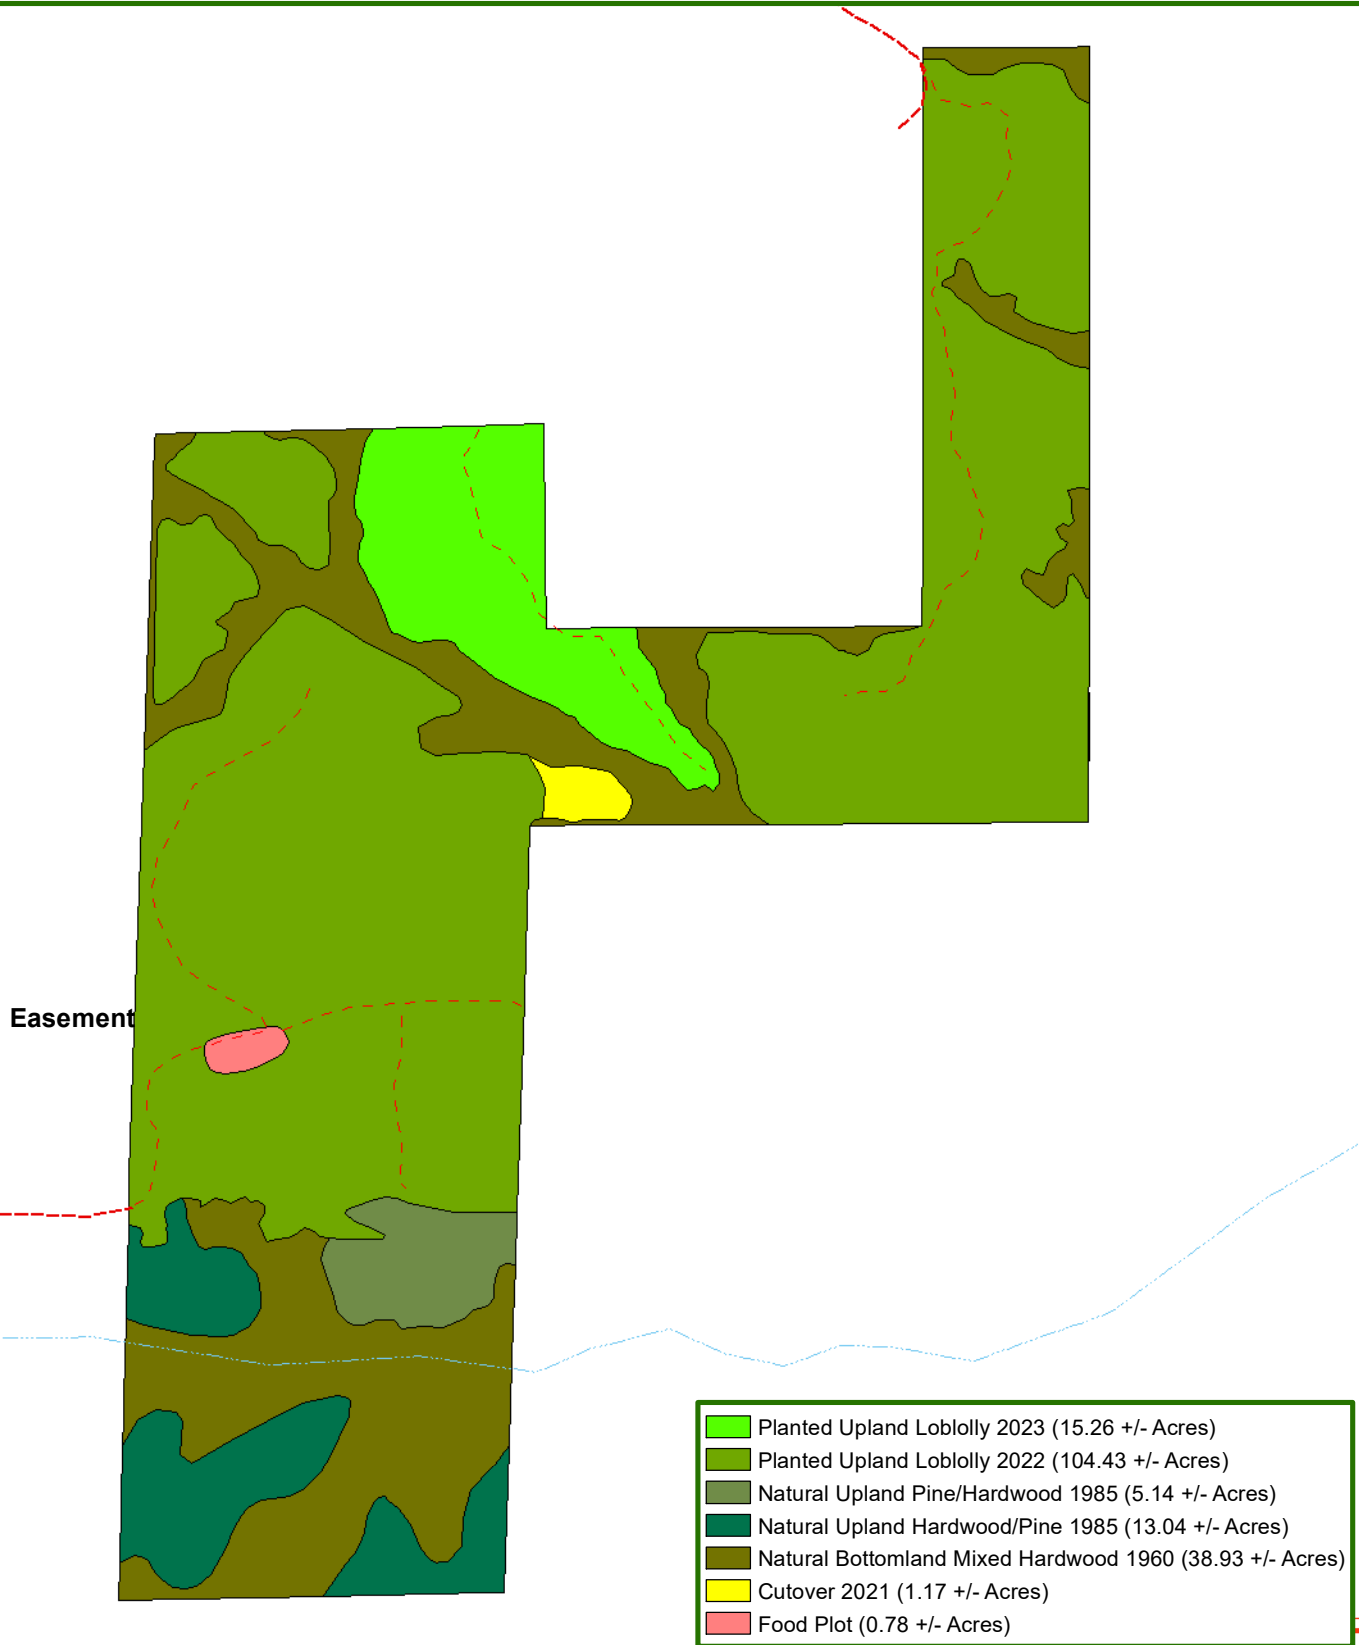 Easement
Planted Upland Loblolly 2023 (15.26 +/- Acres)
Planted Upland Loblolly 2022 (104.43 +/- Acres)
Natural Upland Pine/Hardwood 1985 (5.14 +/- Acres)
Natural Upland Hardwood/Pine 1985 (13.04 +/- Acres)
Natural Bottomland Mixed Hardwood 1960 (38.93 +/- Acres)
Cutover 2021 (1.17 +/- Acres)
Food Plot (0.78 +/- Acres)